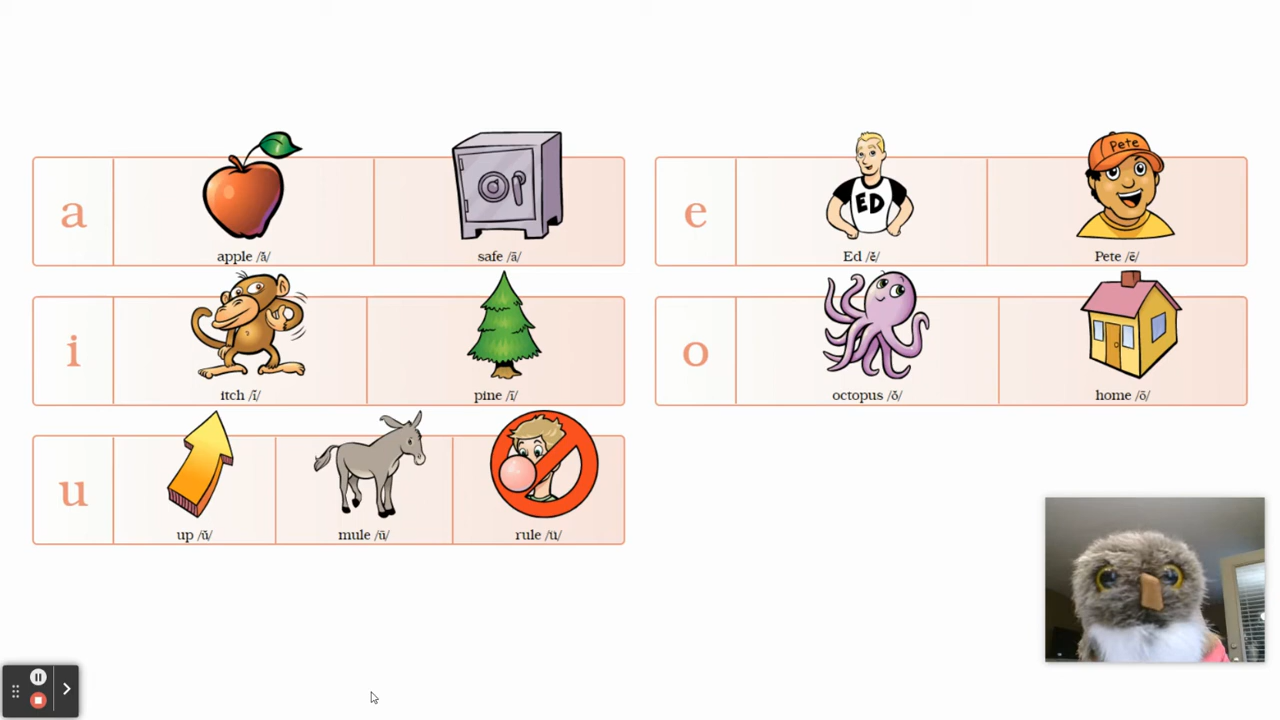 a
apple /ă/
safe /ā/
e
ED
Ed /ĕ/
Pete
Pete /ē/
i
itch /ĭ/
pine /ī/
o
octopus /ŏ/
home /ō/
u
up /ŭ/
mule /ū/
rule /ü/